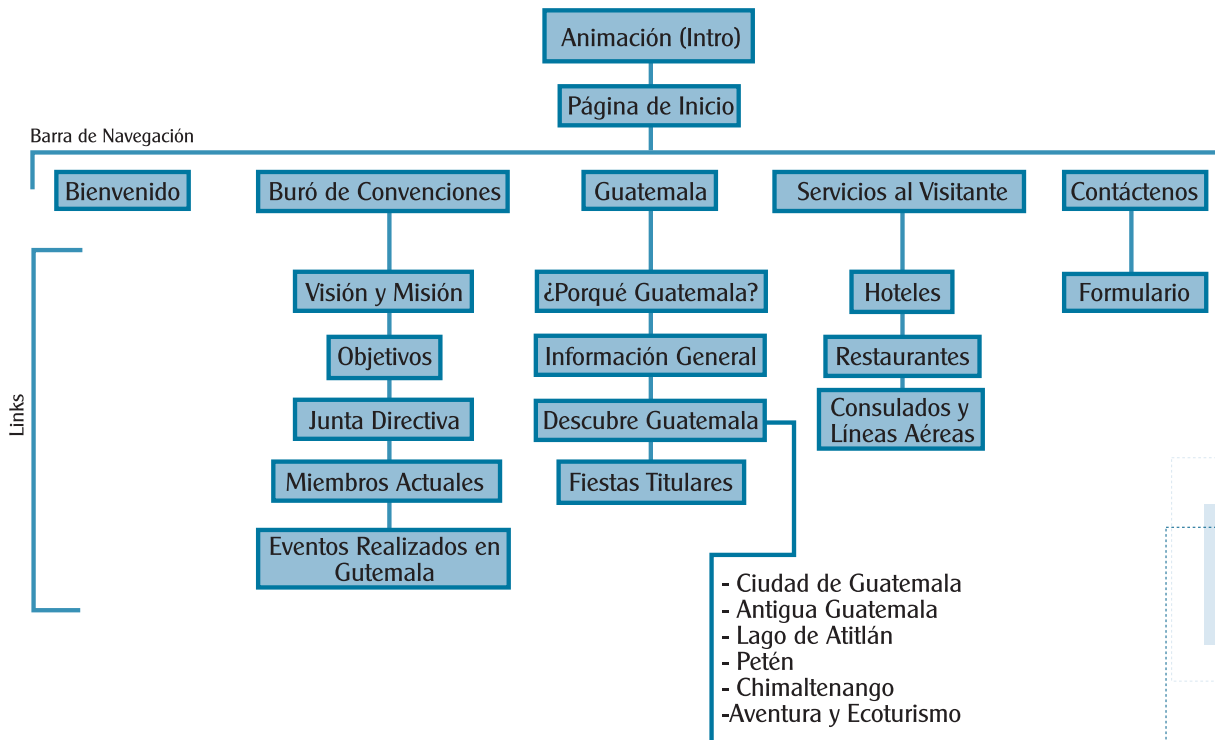 Animación (Intro)
Página de Inicio
Barra de Navegación
Bienvenido
Buró de Convenciones
Guatemala
Servicios al Visitante
Contáctenos
Links
Visión y Misión
Objetivos
Junta Directiva
Miembros Actuales
Eventos Realizados en
Gutemala
¿Porqué Guatemala?
Información General
Descubre Guatemala
Fiestas Titulares
- Ciudad de Guatemala
- Antigua Guatemala
- Lago de Atitlán
- Petén
- Chimaltenango
-Aventura y Ecoturismo
Hoteles
Restaurantes
Consulados y
Líneas Aéreas
Formulario